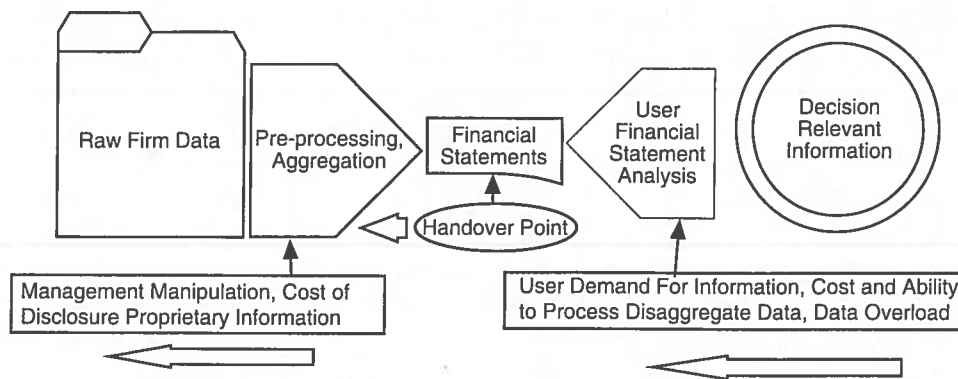 Raw Firm Data
Pre-processing,
Aggregation
Financial
Statements
User
Financial
Statement
Analysis
Decision
Relevant
Information
Handover Point
Management Manipulation, Cost of
Disclosure Proprietary Information
User Demand For Information, Cost and Ability
to Process Disaggregate Data, Data Overload